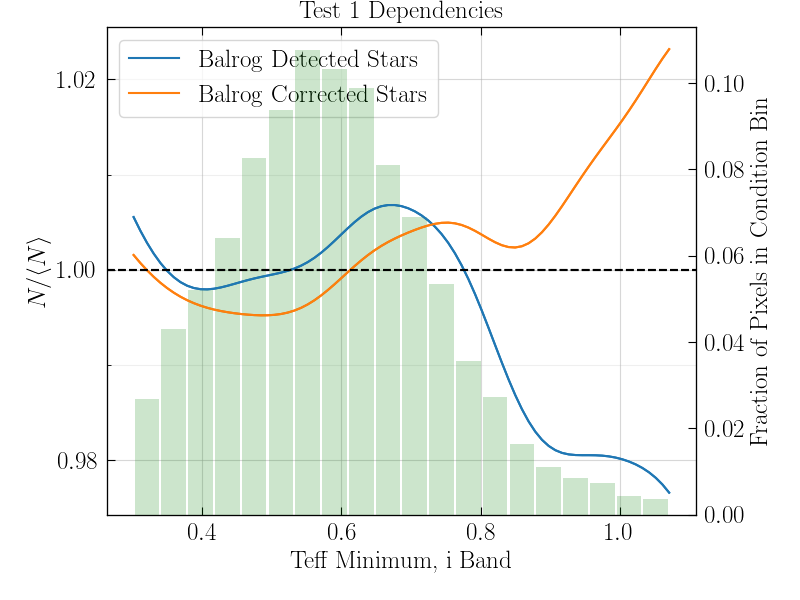 Test 1 Dependencies
Balrog Detected Stars
Balrog Corrected Stars
1.02
1.00
0.98
N/⟨N⟩
0.10
0.08
0.06
0.04
0.02
0.00
Fraction of Pixels in Condition Bin
0.4 0.6 0.8 1.0
Teff Minimum, i Band